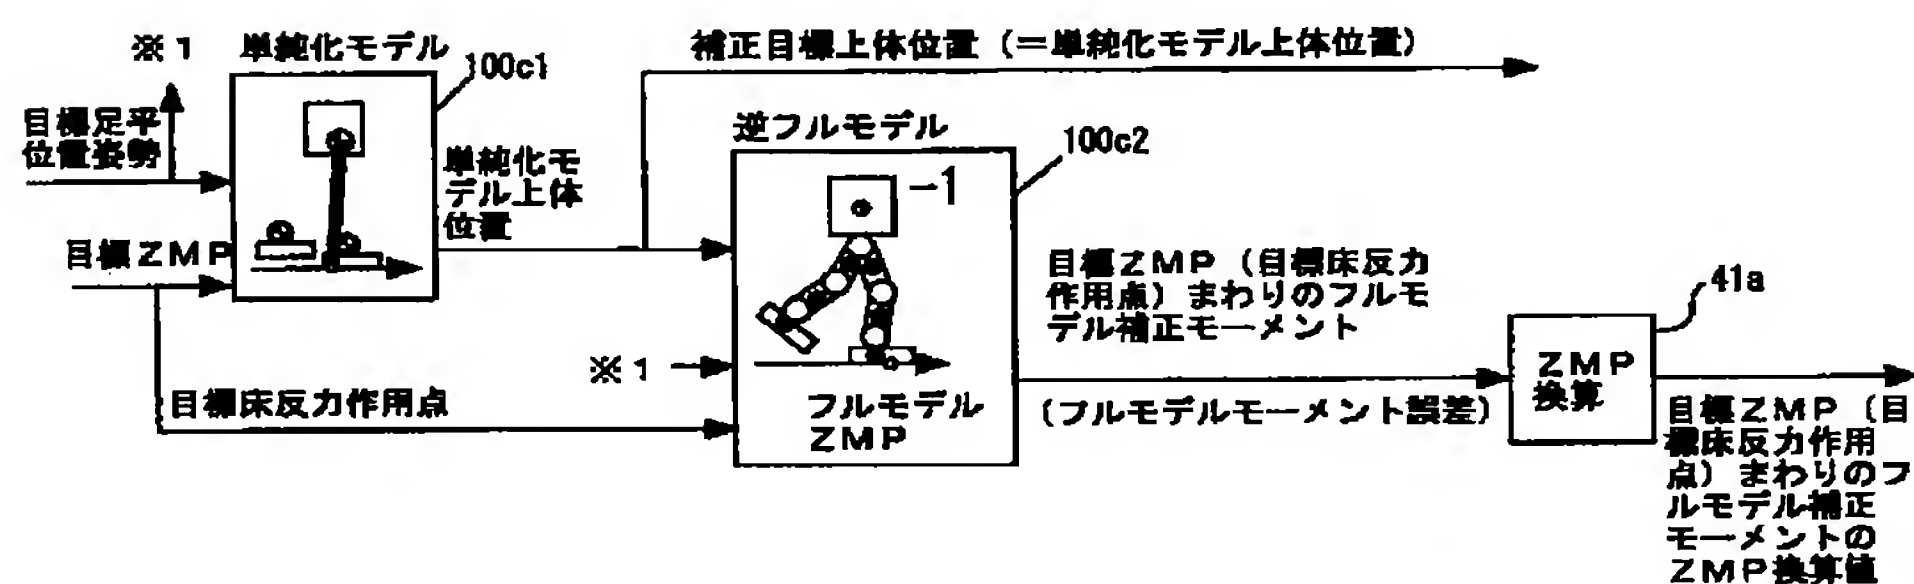 ※1
単純化モデル
100c1
補正目標上体位置(=単純化モデル上体位置)
目標足平
位置姿勢
逆フルモデル
100c2
単純化モ
デル上体
位置
-1
目標ZMP
目標ZMP(目標床反力
作用点)まわりのフルモ
デル補正モーメント
41a
※1
ZMP
換算
目標床反力作用点
フルモデル
ZMP
(フルモデルモーメント誤差)
目標ZMP(目
標床反力作用
点)まわりのフ
ルモデル補正
モーメントの
ZMP換算値